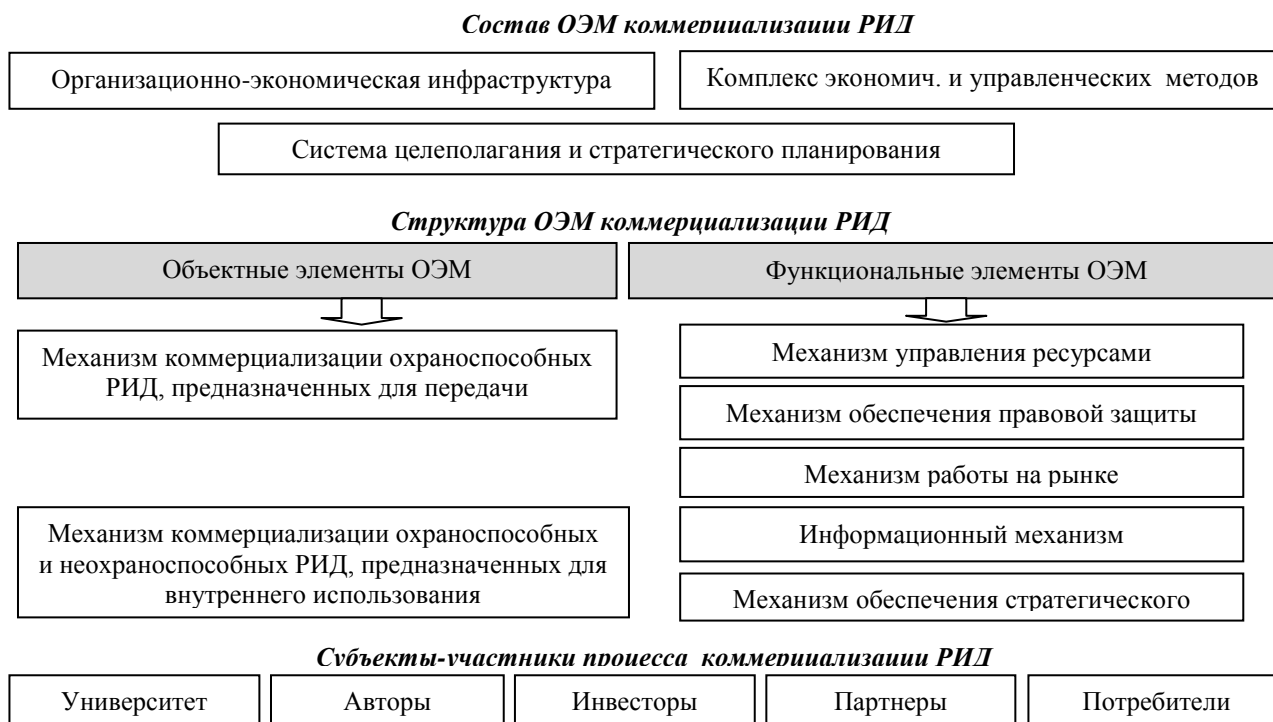 Состав ОЭМ коммерциализации РИД
Организационно-экономическая инфраструктура
Комплекс экономич. и управленческих методов
Система целеполагания и стратегического планирования
Структура ОЭМ коммерциализации РИД
Объектные элементы ОЭМ
Функциональные элементы ОЭМ
Механизм коммерциализации охраноспособных
РИД, предназначенных для передачи
Механизм коммерциализации охраноспособных
и неохраноспособных РИД, предназначенных для
внутреннего использования
Механизм управления ресурсами
Механизм обеспечения правовой защиты
Механизм работы на рынке
Информационный механизм
Механизм обеспечения стратегического
Субъекты-участники процесса коммерциализации РИД
Университет
Авторы
Инвесторы
Партнеры
Потребители